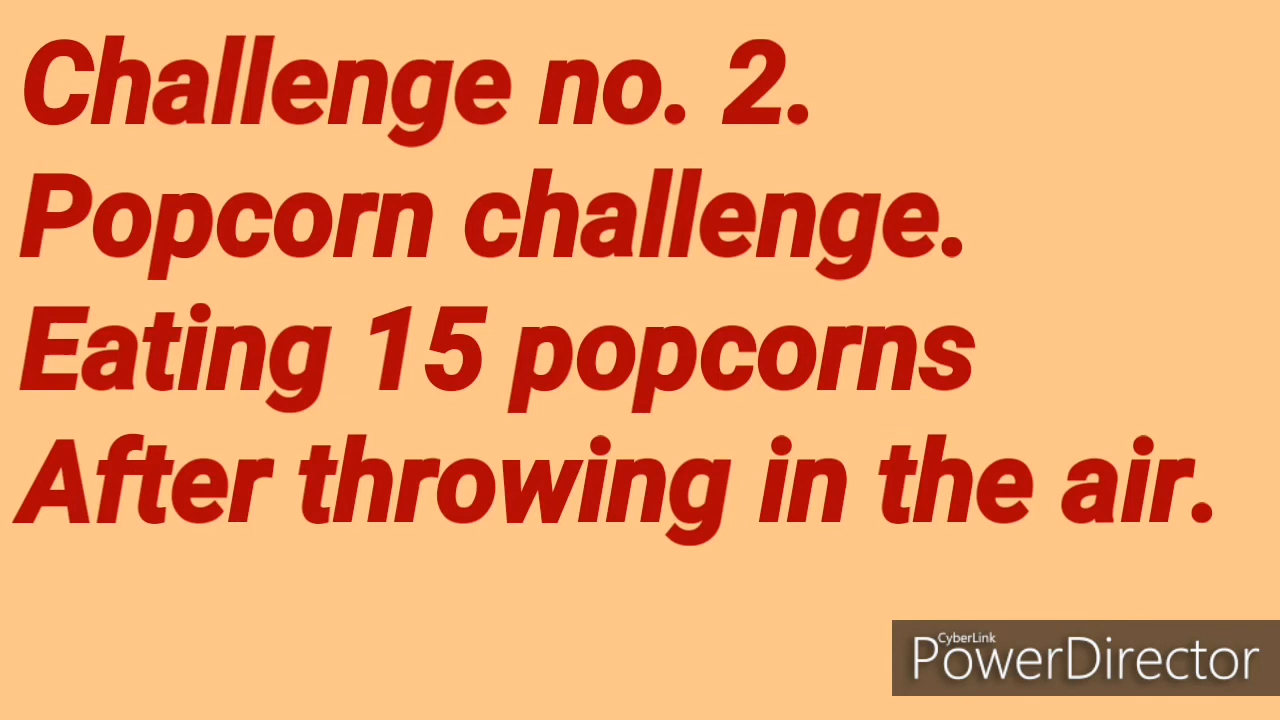 Challenge no. 2.
Popcorn challenge.
Eating 15 popcorns
After throwing in the air.
CyberLink
PowerDirector